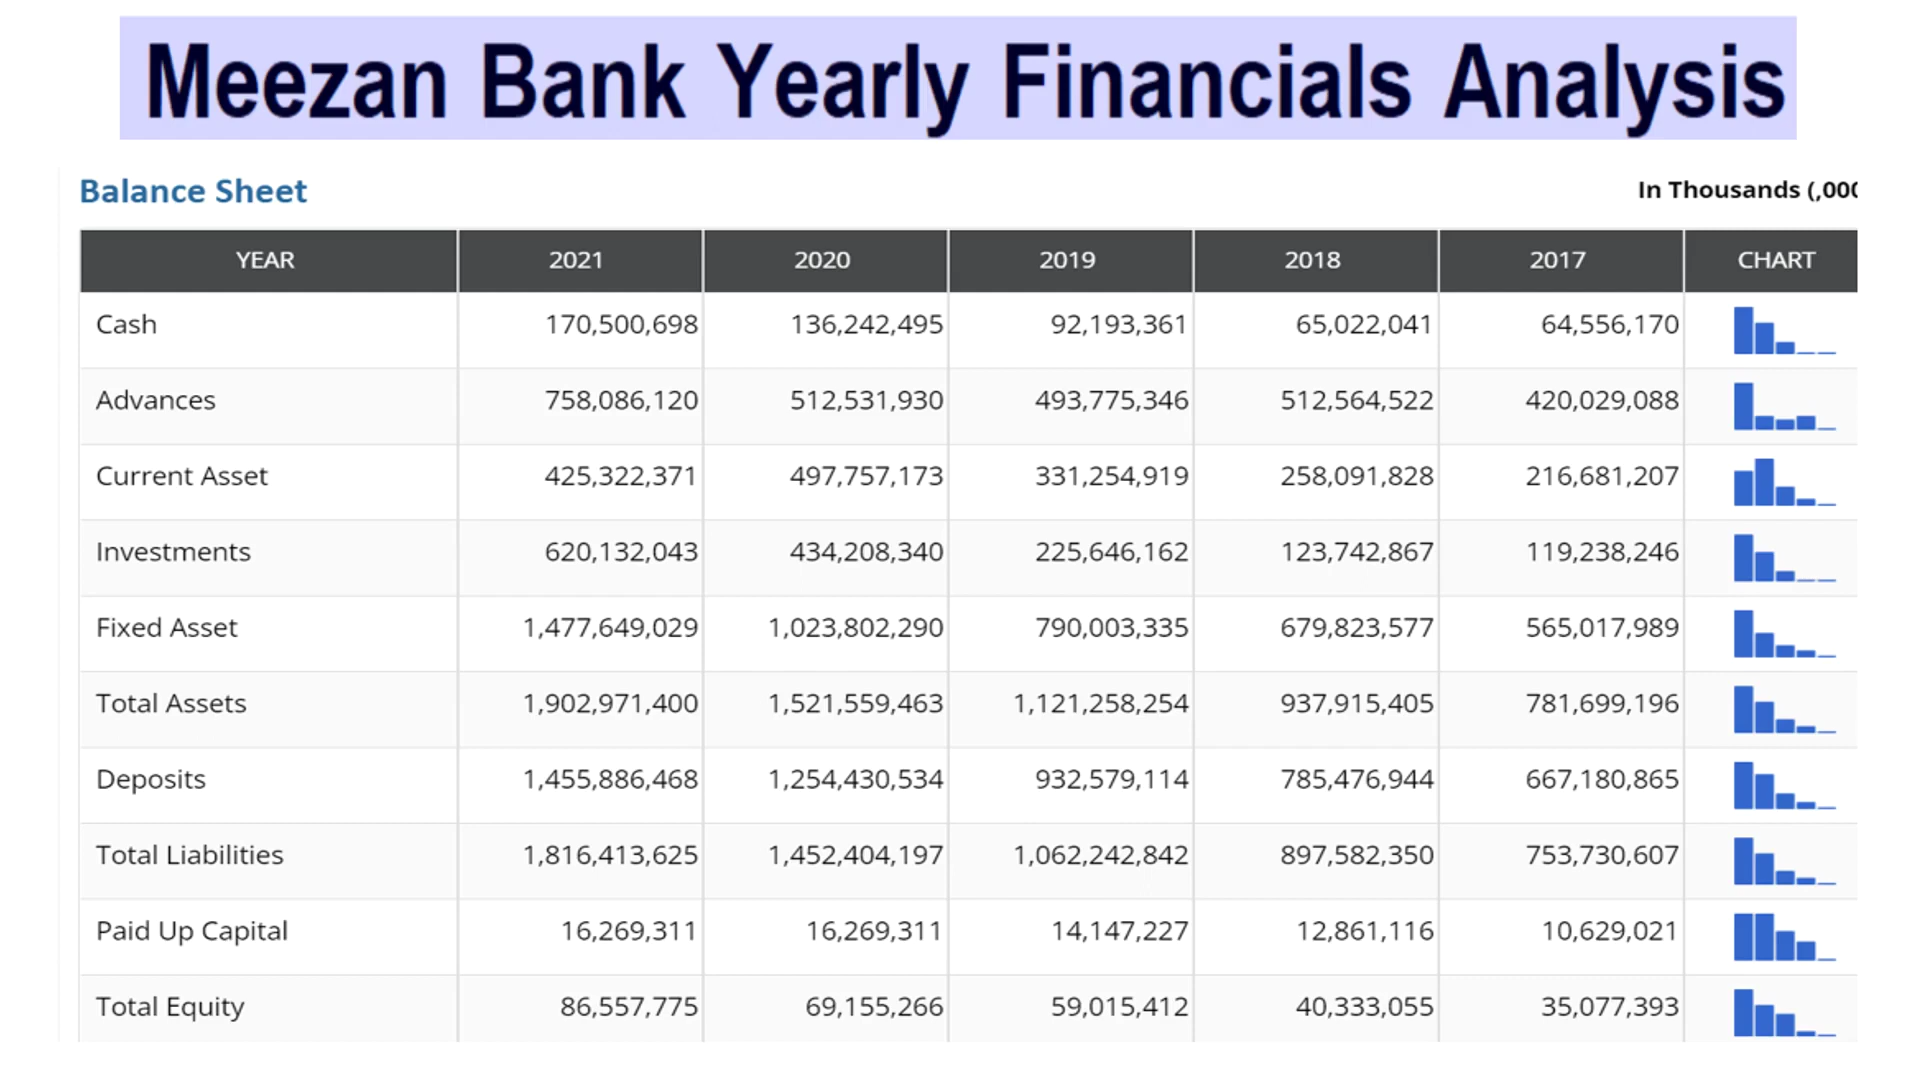 Meezan Bank Yearly Financials Analysis
Balance Sheet In Thousands (,000
YEAR 2021 2020 2019 2018 2017 CHART
Cash 170,500,698 136,242,495 92,193,361 65,022,041 64,556,170
Advances 758,086,120 512,531,930 493,775,346 512,564,522 420,029,088
Current Asset 425,322,371 497,757,173 331,254,919 258,091,828 216,681,207
Investments 620,132,043 434,208,340 225,646,162 123,742,867 119,238,246
Fixed Asset 1,477,649,029 1,023,802,290 790,003,335 679,823,577 565,017,989
Total Assets 1,902,971,400 1,521,559,463 1,121,258,254 937,915,405 781,699,196
Deposits 1,455,886,468 1,254,430,534 932,579,114 785,476,944 667,180,865
Total Liabilities 1,816,413,625 1,452,404,197 1,062,242,842 897,582,350 753,730,607
Paid Up Capital 16,269,311 16,269,311 14,147,227 12,861,116 10,629,021
Total Equity 86,557,775 69,155,266 59,015,412 40,333,055 35,077,393